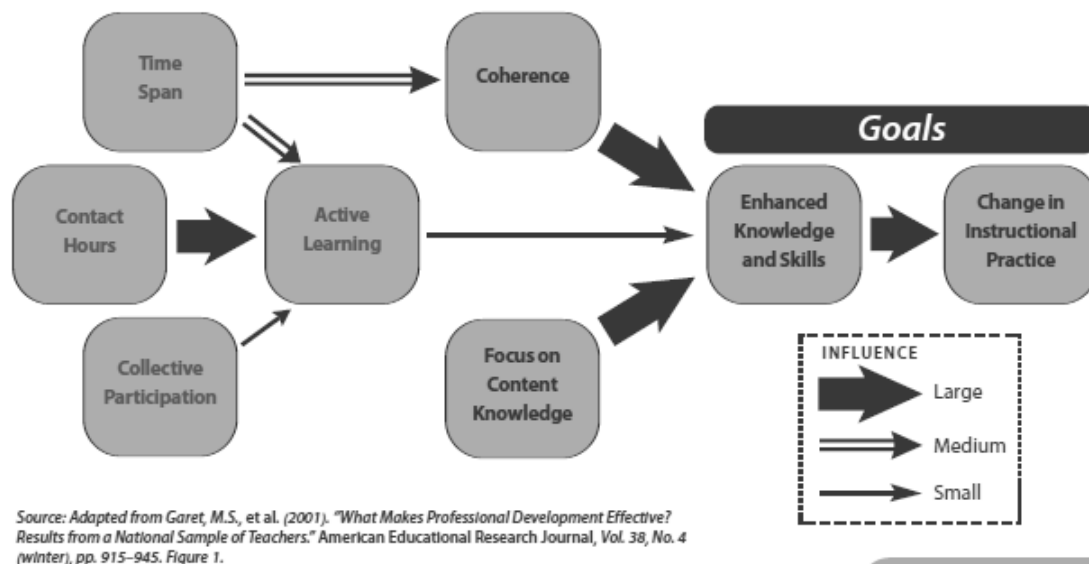 Time
Span
Coherence
Goals
Contact
Hours
Active
Learning
Enhanced
Knowledge
and Skills
Change in
Instructional
Practice
Collective
Participation
Focus on
Content
Knowledge
INFLUENCE
Large
Medium
Small
Source: Adapted from Garet, M.S., et al. (2001). "What Makes Professional Development Effective?
Results from a National Sample of Teachers." American Educational Research Journal, Vol. 38, No. 4
(winter), pp. 915–945. Figure 1.